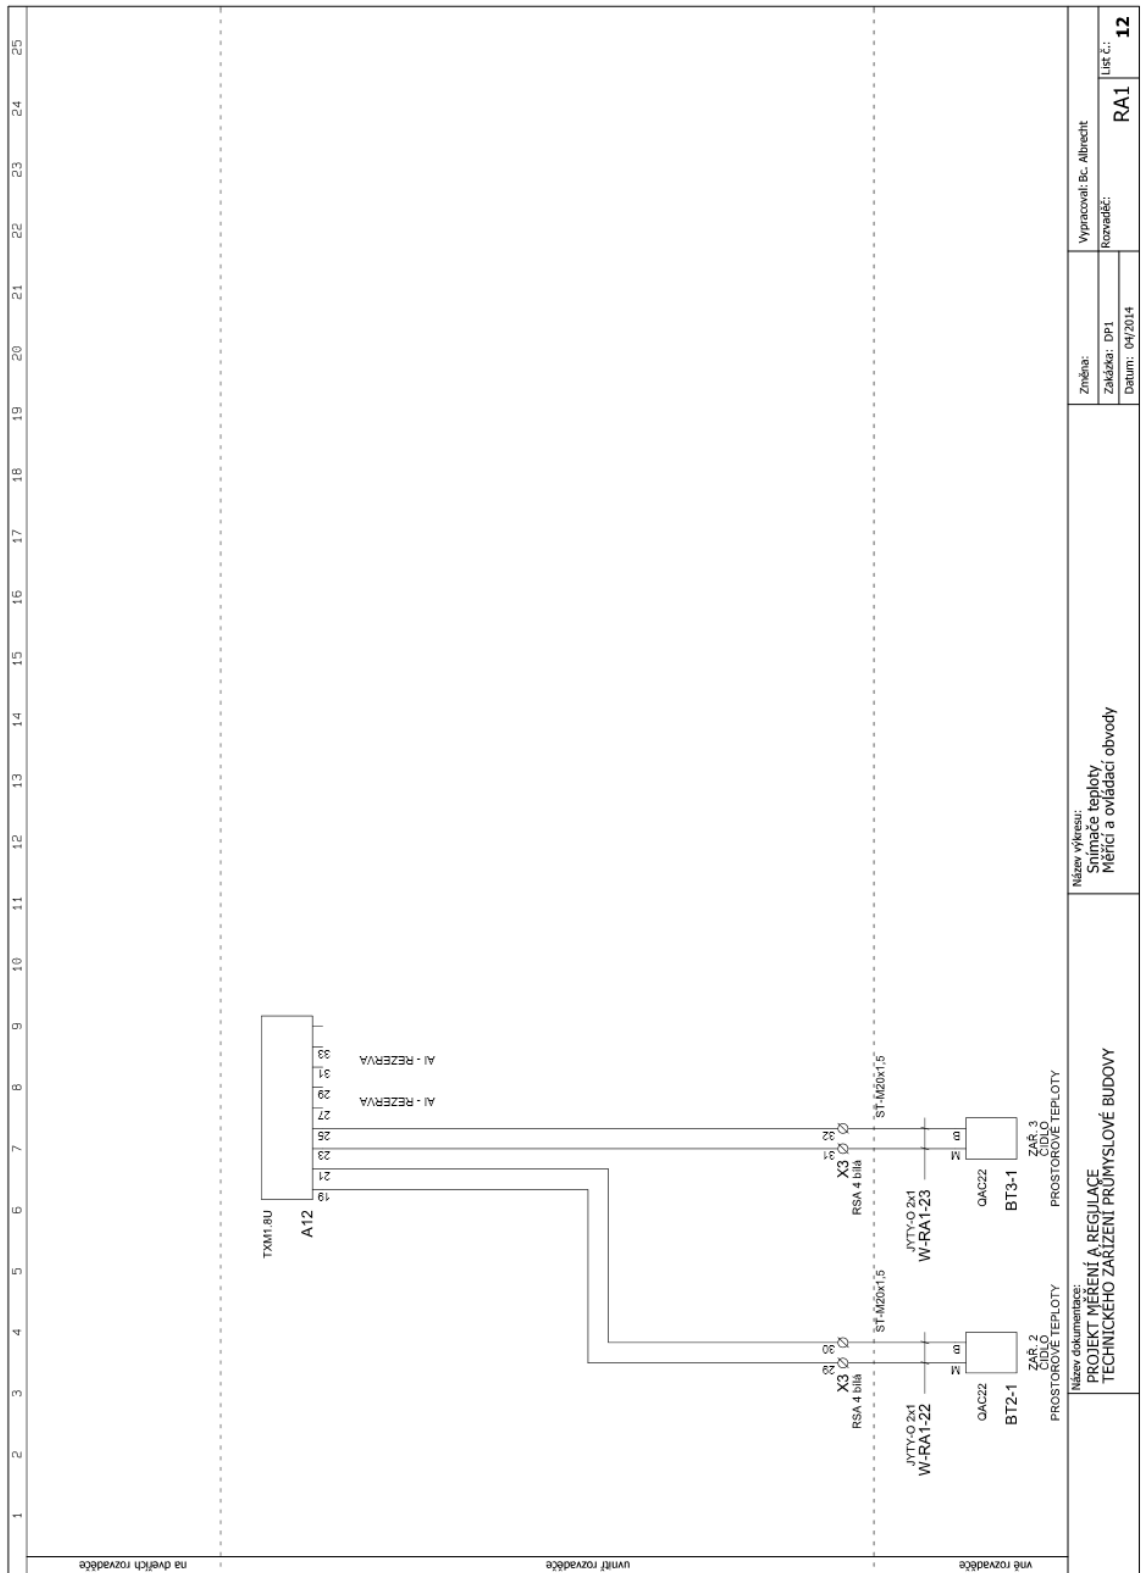 1 2 3 4 5 6 7 8 9 10 11 12 13 14 15 16 17 18 19 20 21 22 23 24 25
na dveřích rozvaděče
uvnitř rozvaděče
vně rozvaděče
TXM1.8U
A12
19 21 23 25 27 29 31 33
AI - REZERVA
AI - REZERVA
29 30
X3
RSA 4 bílá
ST-M20x1,5
JYTY-O 2x1
W-RA1-22
M B
QAC22
BT2-1
ZAŘ. 2
ČIDLO
PROSTOROVÉ TEPLOTY
31 32
X3
RSA 4 bílá
ST-M20x1,5
JYTY-O 2x1
W-RA1-23
M B
QAC22
BT3-1
ZAŘ. 3
ČIDLO
PROSTOROVÉ TEPLOTY
Název dokumentace:
PROJEKT MĚŘENÍ A REGULACE
TECHNICKÉHO ZAŘÍZENÍ PRŮMYSLOVÉ BUDOVY
Název výkresu:
Snímače teploty
Měřící a ovládací obvody
Změna:
Zakázka: DP1
Datum: 04/2014
Vypracoval: Bc. Albrecht
Rozvaděč:
RA1
List č.:
12